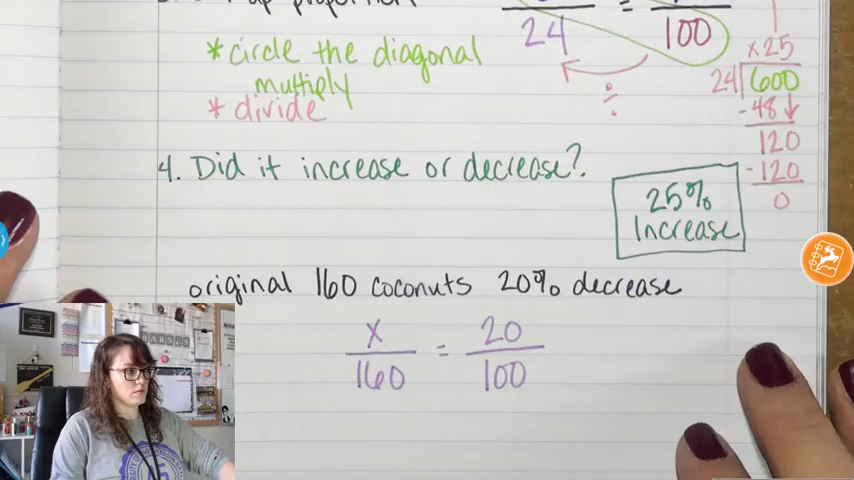 24
100
*circle the diagonal
multiply
* divide
÷
x 25
24 600
-48
120
-120
0
4. Did it increase or decrease?
25%
Increase
original 160 coconuts 20% decrease
x/160 = 20/100